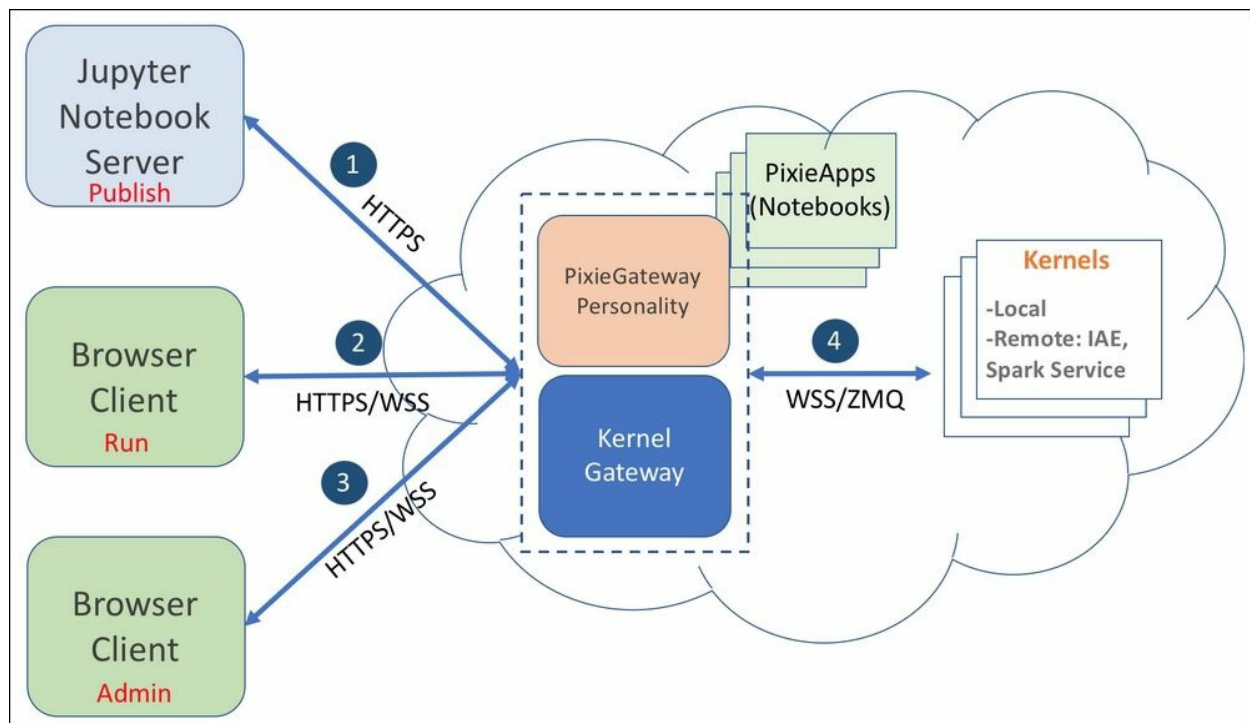 Jupyter
Notebook
Server
Publish
1
HTTPS
Browser
Client
Run
2
HTTPS/WSS
Browser
Client
Admin
3
HTTPS/WSS
PixieGateway
Personality
Kernel
Gateway
PixieApps
(Notebooks)
4
WSS/ZMQ
Kernels
-Local
-Remote: IAE,
Spark Service